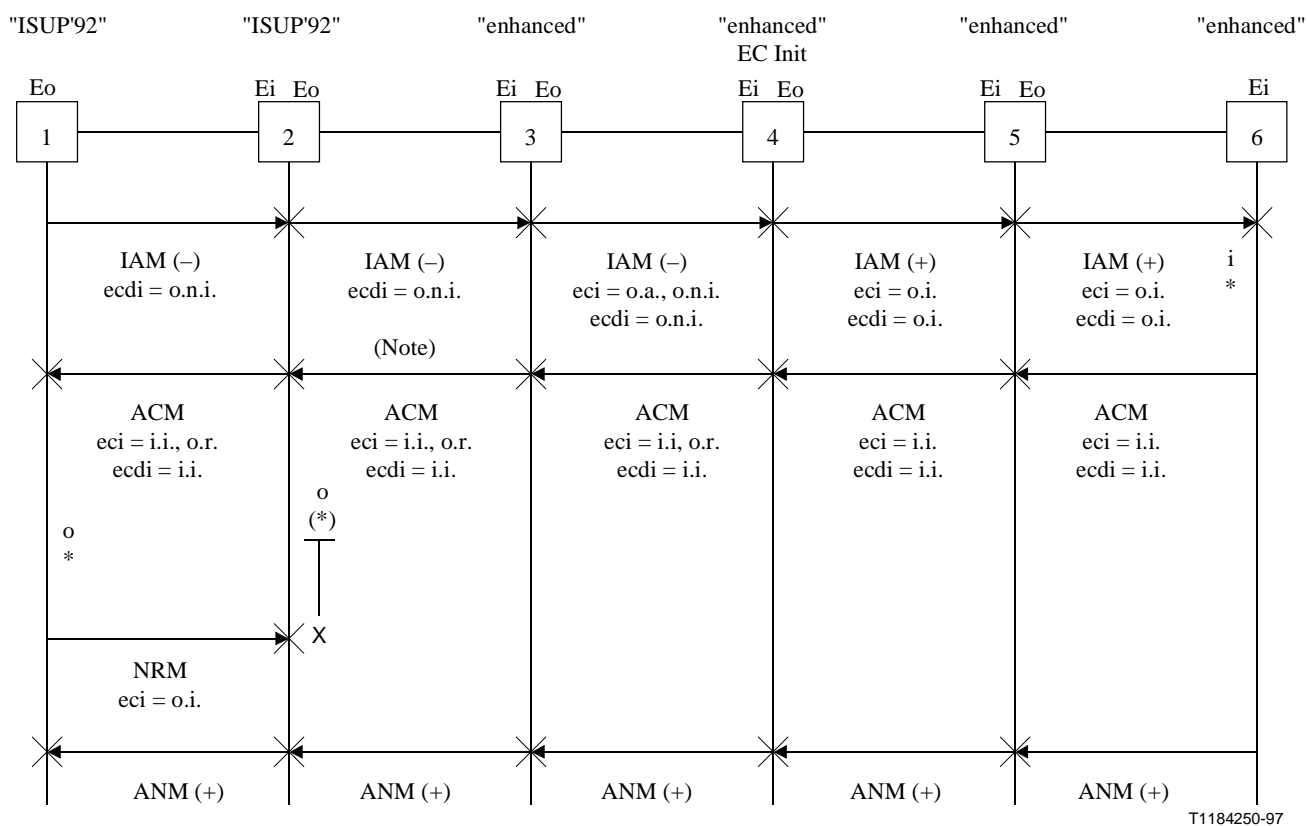 "ISUP'92" "ISUP'92" "enhanced" "enhanced" "enhanced" "enhanced"
EC Init
Eo Ei Eo Ei Eo Ei Eo Ei Eo Ei
1 2 3 4 5 6
IAM (–) IAM (–) IAM (–) IAM (+) IAM (+) i
ecdi = o.n.i. ecdi = o.n.i. eci = o.a., o.n.i. eci = o.i. eci = o.i. *
ecdi = o.n.i. ecdi = o.i. ecdi = o.i.
(Note)
ACM ACM ACM ACM ACM
eci = i.i., o.r. eci = i.i., o.r. eci = i.i, o.r. eci = i.i. eci = i.i.
ecdi = i.i. ecdi = i.i. ecdi = i.i. ecdi = i.i. ecdi = i.i.
o
(*)
o
*
X
NRM
eci = o.i.
ANM (+) ANM (+) ANM (+) ANM (+) ANM (+)
T1184250-97